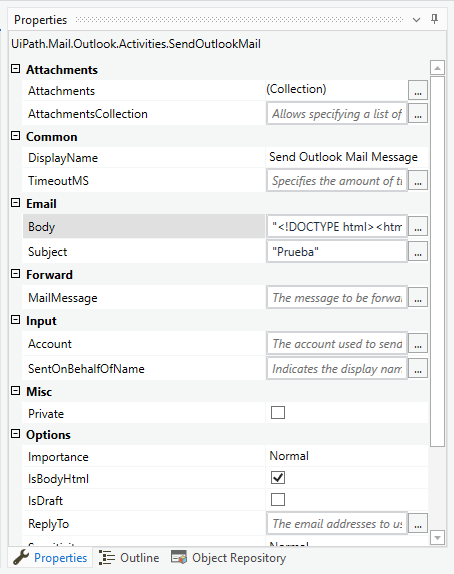 Properties
UiPath.Mail.Outlook.Activities.SendOutlookMail
Attachments
Attachments (Collection) ...
AttachmentsCollection Allows specifying a list of ...
Common
DisplayName Send Outlook Mail Message
TimeoutMS Specifies the amount of ti ...
Email
Body "<!DOCTYPE html> <htm ...
Subject "Prueba" ...
Forward
MailMessage The message to be forwa ...
Input
Account The account used to send ...
SentOnBehalfOfName Indicates the display nam ...
Misc
Private
Options
Importance Normal
IsBodyHtml
IsDraft
ReplyTo The email addresses to us ...
Sensitivity Normal
Properties Outline Object Repository